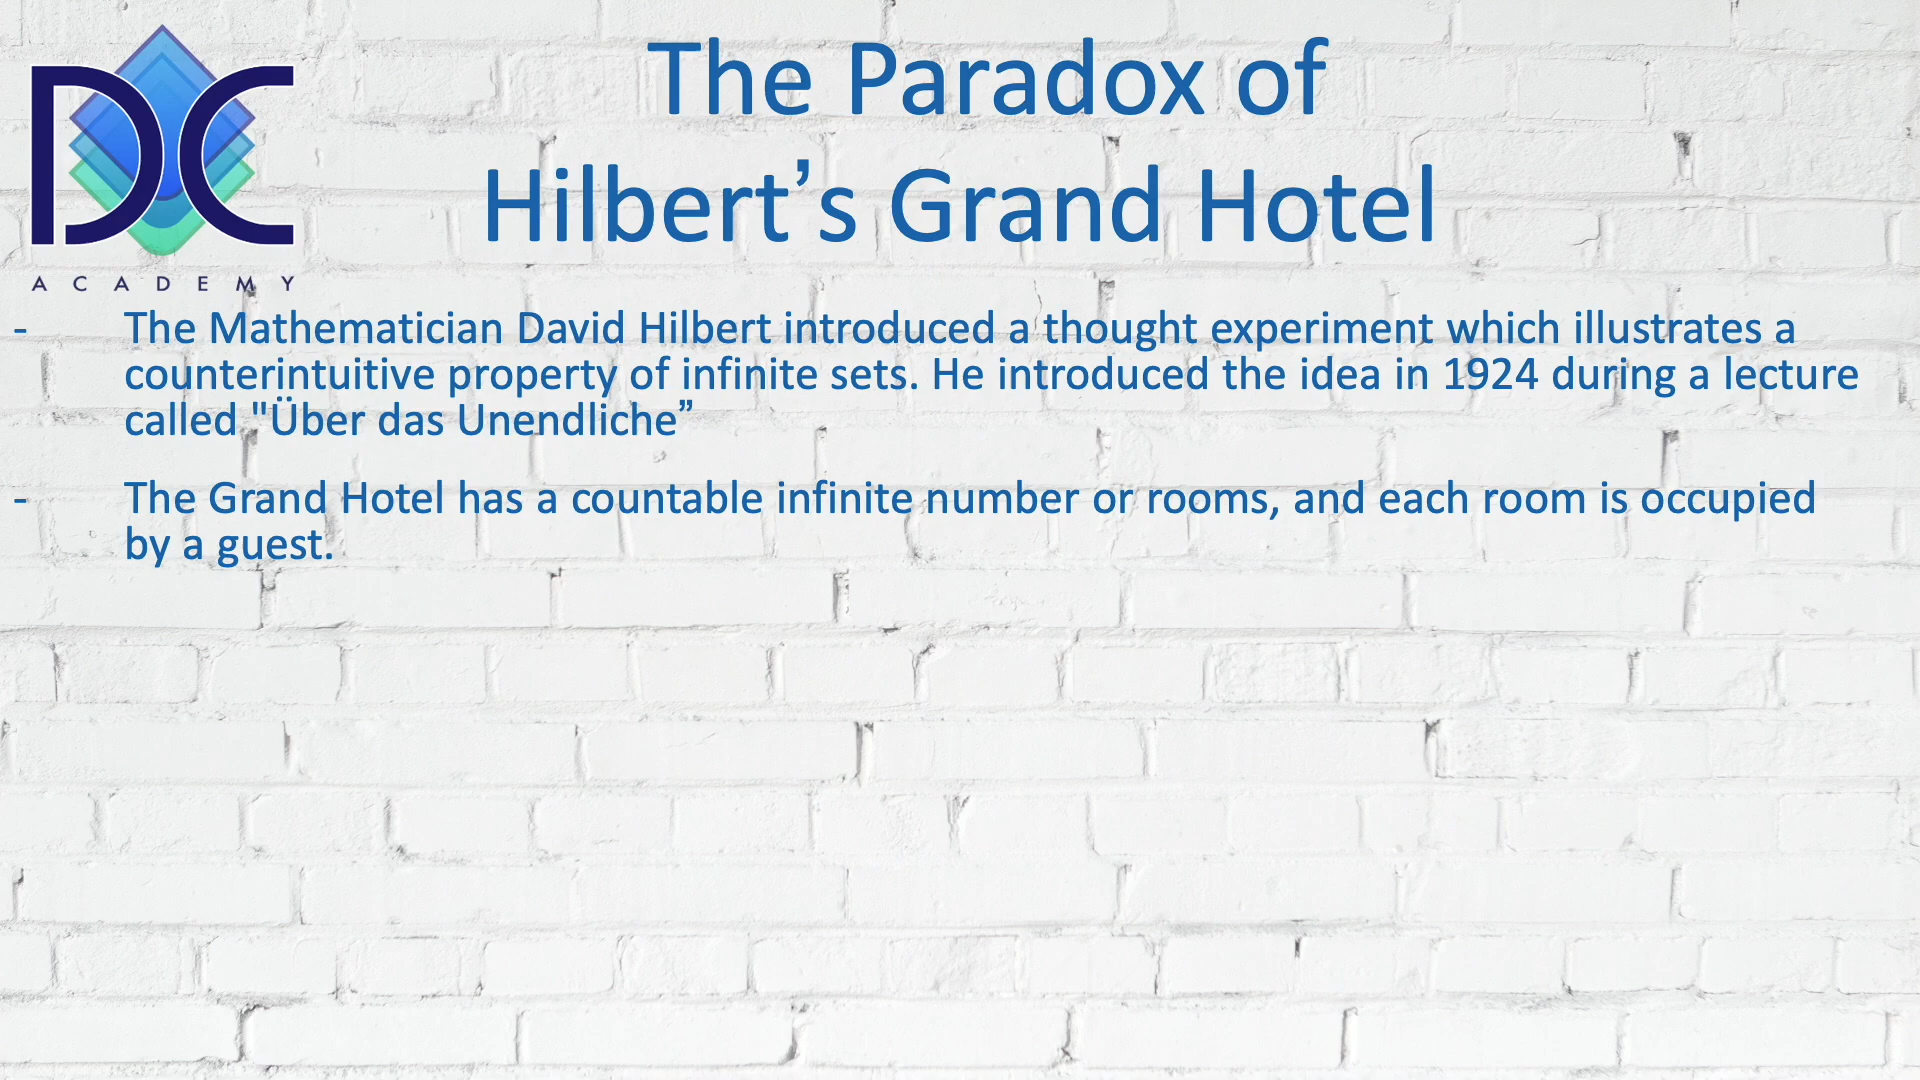 DC
ACADEMY
The Paradox of
Hilbert’s Grand Hotel
- The Mathematician David Hilbert introduced a thought experiment which illustrates a
counterintuitive property of infinite sets. He introduced the idea in 1924 during a lecture
called "Über das Unendliche”
- The Grand Hotel has a countable infinite number or rooms, and each room is occupied
by a guest.